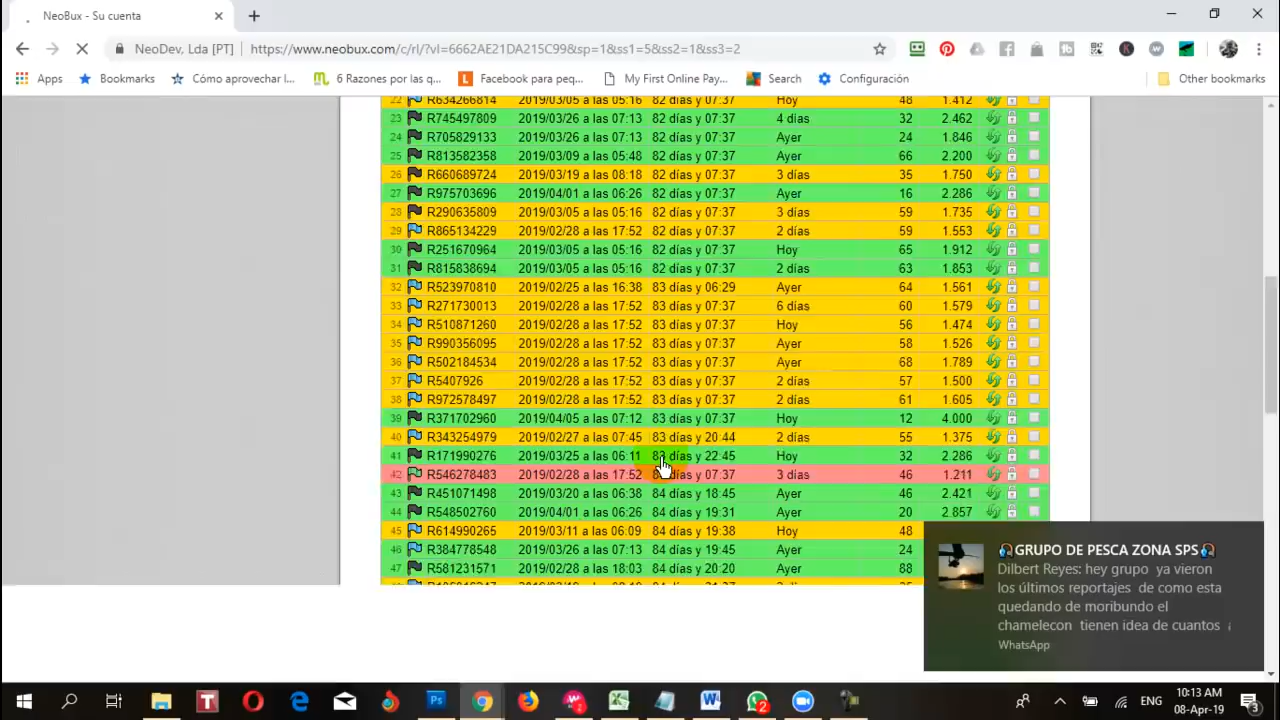 NeoBux - Su cuenta
NeoDev, Lda [PT] https://www.neobux.com/c/rl/?vl=6662AE21DA215C99&sp=1&ss1=5&ss2=1&ss3=2
Apps Bookmarks Cómo aprovechar l... 6 Razones por las q... Facebook para peq... My First Online Pay... Search Configuración Other bookmarks
22 R634266814 2019/03/05 a las 05:16 82 días y 07:37 Hoy 48 1.412
23 R745497809 2019/03/26 a las 07:13 82 días y 07:37 4 días 32 2.462
24 R705829133 2019/03/26 a las 07:13 82 días y 07:37 Ayer 24 1.846
25 R813582358 2019/03/09 a las 05:48 82 días y 07:37 Ayer 66 2.200
26 R660689724 2019/03/19 a las 08:18 82 días y 07:37 3 días 35 1.750
27 R975703696 2019/04/01 a las 06:26 82 días y 07:37 Ayer 16 2.286
28 R290635809 2019/03/05 a las 05:16 82 días y 07:37 3 días 59 1.735
29 R865134229 2019/02/28 a las 17:52 82 días y 07:37 2 días 59 1.553
30 R251670964 2019/03/05 a las 05:16 82 días y 07:37 Hoy 65 1.912
31 R815838694 2019/03/05 a las 05:16 82 días y 07:37 2 días 63 1.853
32 R523970810 2019/02/25 a las 16:38 83 días y 06:29 Ayer 64 1.561
33 R271730013 2019/02/28 a las 17:52 83 días y 07:37 6 días 60 1.579
34 R510871260 2019/02/28 a las 17:52 83 días y 07:37 Hoy 56 1.474
35 R990356095 2019/02/28 a las 17:52 83 días y 07:37 Ayer 58 1.526
36 R502184534 2019/02/28 a las 17:52 83 días y 07:37 Ayer 68 1.789
37 R5407926 2019/02/28 a las 17:52 83 días y 07:37 2 días 57 1.500
38 R972578497 2019/02/28 a las 17:52 83 días y 07:37 2 días 61 1.605
39 R371702960 2019/04/05 a las 07:12 83 días y 07:37 Hoy 12 4.000
40 R343254979 2019/02/27 a las 07:45 83 días y 20:44 2 días 55 1.375
41 R171990276 2019/03/25 a las 06:11 83 días y 22:45 Hoy 32 2.286
42 R546278483 2019/02/28 a las 17:52 días y 07:37 3 días 46 1.211
43 R451071498 2019/03/20 a las 06:38 84 días y 18:45 Ayer 46 2.421
44 R548502760 2019/04/01 a las 06:26 84 días y 19:31 Ayer 20 2.857
45 R614990265 2019/03/11 a las 06:09 84 días y 19:38 Hoy 48
46 R384778548 2019/03/26 a las 07:13 84 días y 19:45 Ayer 24
47 R581231571 2019/02/28 a las 18:03 84 días y 20:20 Ayer 88
GRUPO DE PESCA ZONA SPS
Dilbert Reyes: hey grupo ya vieron
los últimos reportajes de como esta
quedando de moribundo el
chamelecon tienen idea de cuantos
WhatsApp
ENG
10:13 AM
08-Apr-19
2
3